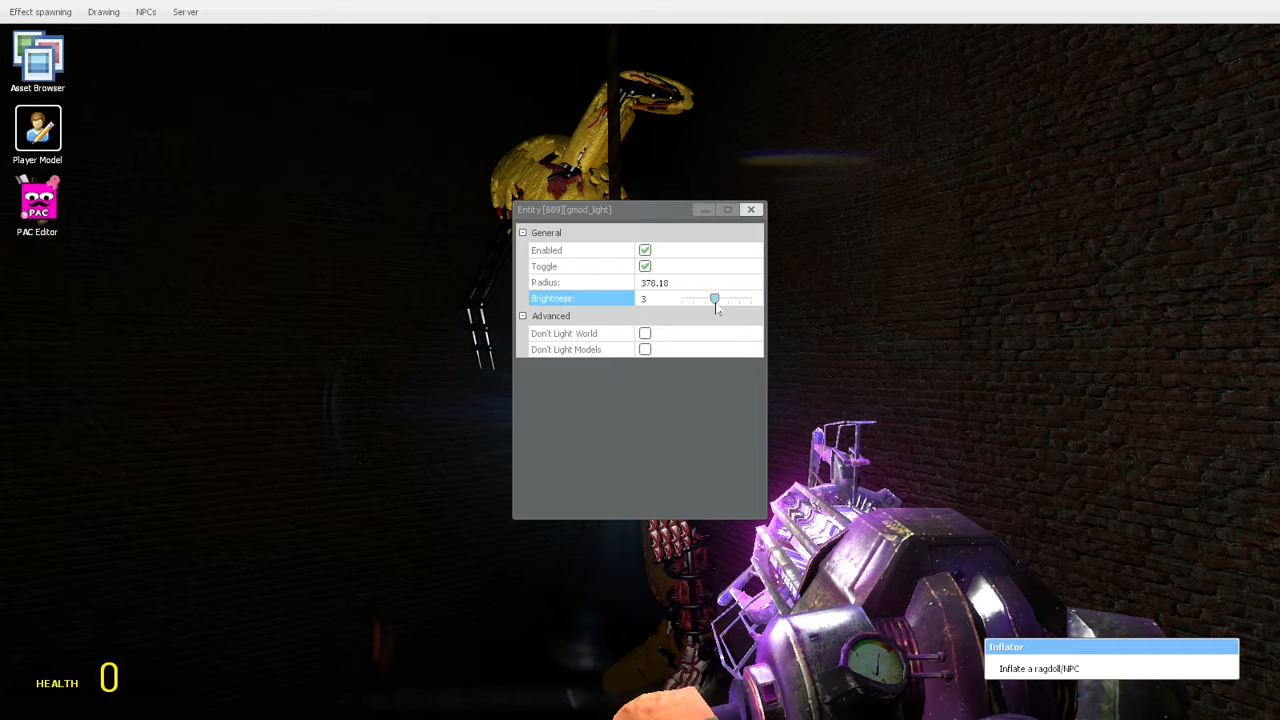 Effect spawning Drawing NPCs Server
Asset Browser
Player Model
PAC
PAC Editor
Entity [689][gmod_light]
General
Enabled
Toggle
Radius: 378.18
Brightness: 3
Advanced
Don't Light World
Don't Light Models
Inflator
Inflate a ragdoll/NPC
HEALTH 0